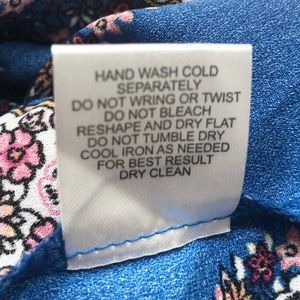 HAND WASH COLD
SEPARATELY
DO NOT WRING OR TWIST
DO NOT BLEACH
RESHAPE AND DRY FLAT
DO NOT TUMBLE DRY
COOL IRON AS NEEDED
FOR BEST RESULT
DRY CLEAN